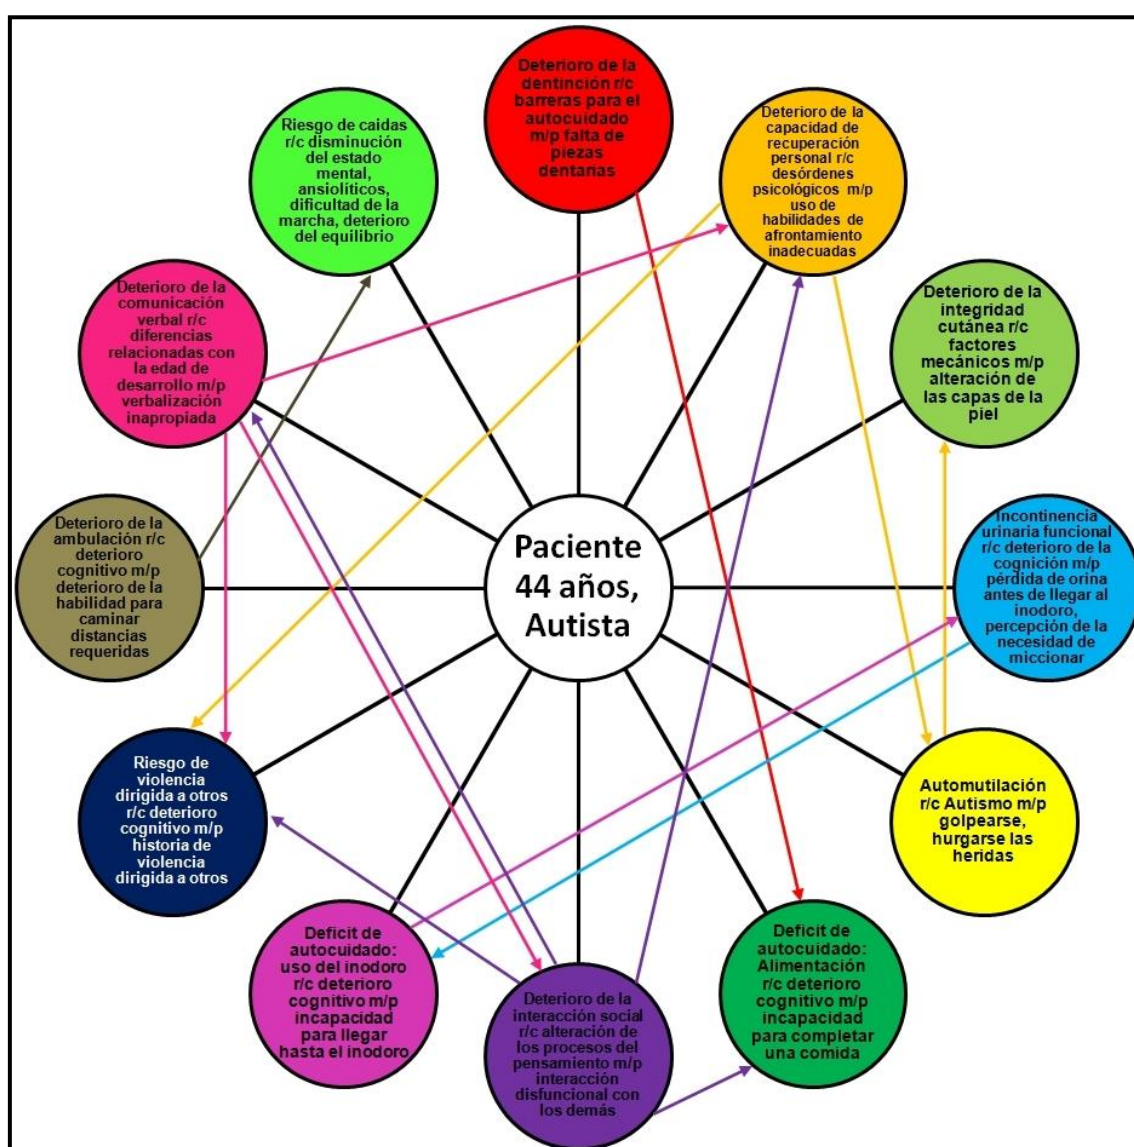 Deterioro de la
dentinción r/c
barreras para el
autocuidado
m/p falta de
piezas
dentarias
Deterioro de la
capacidad de
recuperación
personal r/c
desórdenes
psicológicos m/p
uso de
habilidades de
afrontamiento
inadecuadas
Deterioro de la
integridad
cutánea r/c
factores
mecánicos m/p
alteración de
las capas de la
piel
Incontinencia
urinaria funcional
r/c deterioro de la
cognición m/p
pérdida de orina
antes de llegar al
inodoro,
percepción de la
necesidad de
miccionar
Automutilación
r/c Autismo m/p
golpearse,
hurgarse las
heridas
Deficit de
autocuidado:
Alimentación
r/c deterioro
cognitivo m/p
incapacidad
para completar
una comida
Deterioro de la
interacción social
r/c alteración de
los procesos del
pensamiento m/p
interacción
disfuncional con
los demás
Deficit de
autocuidado:
uso del inodoro
r/c deterioro
cognitivo m/p
incapacidad
para llegar
hasta el inodoro
Riesgo de
violencia
dirigida a otros
r/c deterioro
cognitivo m/p
historia de
violencia
dirigida a otros
Deterioro de la
ambulación r/c
deterioro
cognitivo m/p
deterioro de la
habilidad para
caminar
distancias
requeridas
Deterioro de la
comunicación
verbal r/c
diferencias
relacionadas con
la edad de
desarrollo m/p
verbalización
inapropiada
Riesgo de caidas
r/c disminución
del estado
mental,
ansiolíticos,
dificultad de la
marcha, deterioro
del equilibrio
Paciente
44 años,
Autista